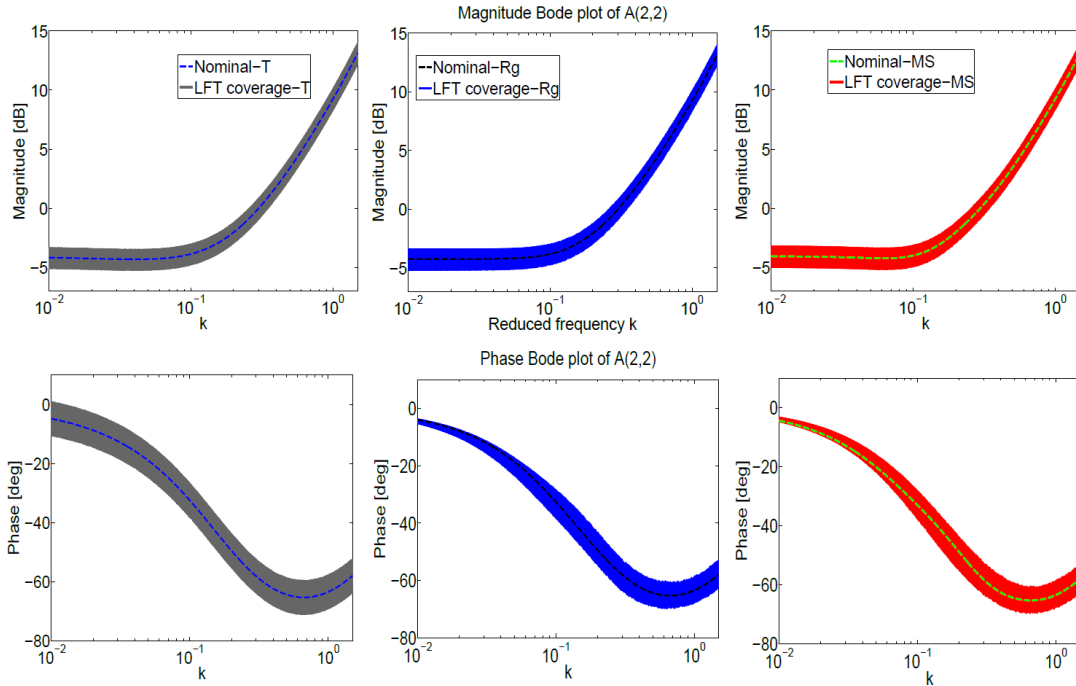 Magnitude Bode plot of A(2,2)
Magnitude [dB]
15
10
5
0
−5
Nominal−T
LFT coverage−T
10^−2
10^−1
10^0
k
Magnitude [dB]
15
10
5
0
−5
Nominal−Rg
LFT coverage−Rg
10^−2
10^−1
10^0
Reduced frequency k
Magnitude [dB]
15
10
5
0
−5
Nominal−MS
LFT coverage−MS
10^−2
10^−1
10^0
k
Phase Bode plot of A(2,2)
Phase [deg]
0
−20
−40
−60
−80
10^−2
10^−1
10^0
k
Phase [deg]
0
−20
−40
−60
−80
10^−2
10^−1
10^0
k
Phase [deg]
0
−20
−40
−60
−80
10^−2
10^−1
10^0
k